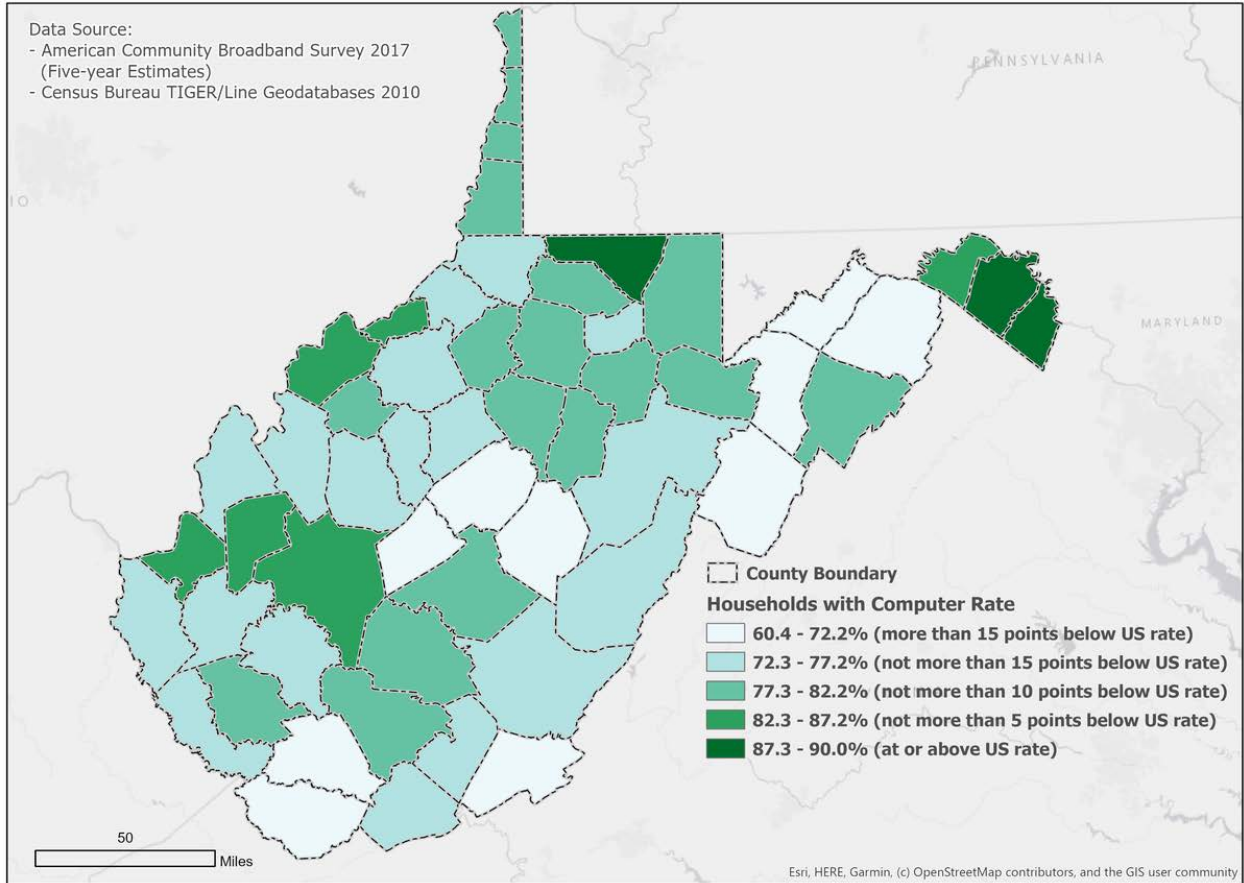 Data Source:
- American Community Broadband Survey 2017
(Five-year Estimates)
- Census Bureau TIGER/Line Geodatabases 2010
PENNSYLVANIA
IO
MARYLAND
County Boundary
Households with Computer Rate
60.4 - 72.2% (more than 15 points below US rate)
72.3 - 77.2% (not more than 15 points below US rate)
77.3 - 82.2% (not more than 10 points below US rate)
82.3 - 87.2% (not more than 5 points below US rate)
87.3 - 90.0% (at or above US rate)
50
Miles
Esri, HERE, Garmin, (c) OpenStreetMap contributors, and the GIS user community